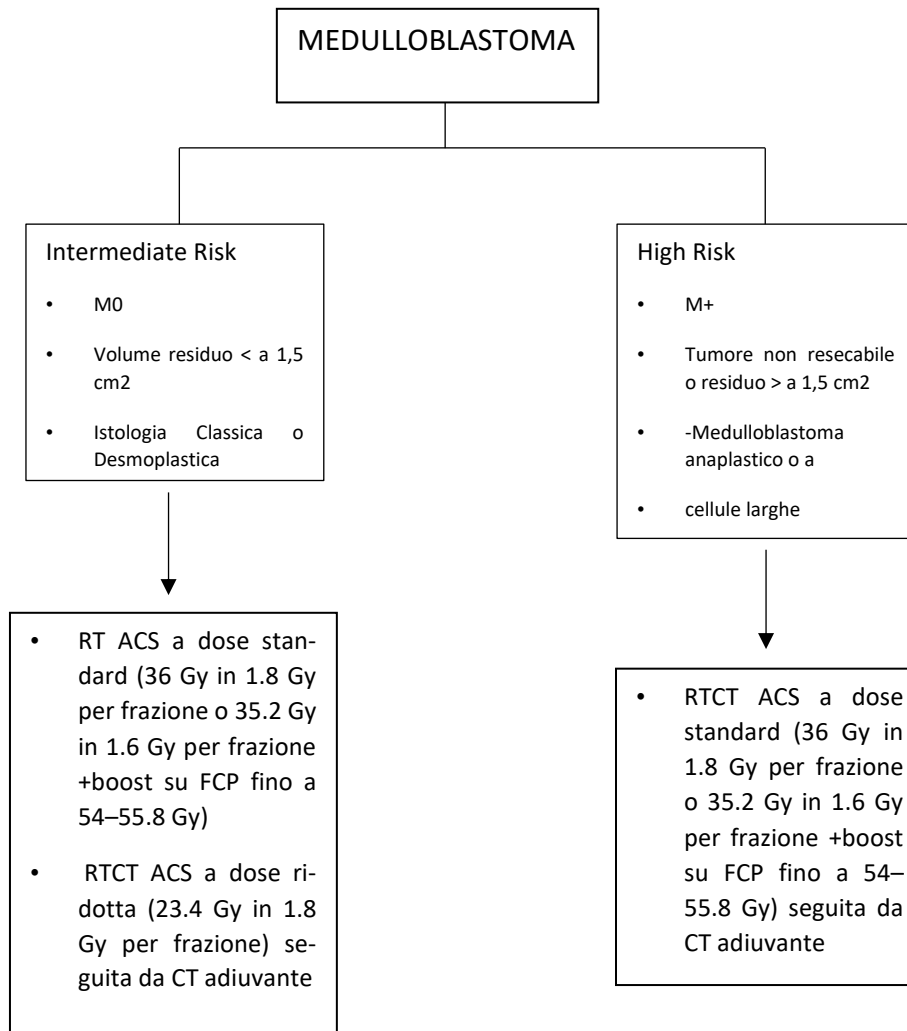 MEDULLOBLASTOMA
Intermediate Risk
• M0
• Volume residuo < a 1,5
cm2
• Istologia Classica o
Desmoplastica
High Risk
• M+
• Tumore non resecabile
o residuo > a 1,5 cm2
• -Medulloblastoma
anaplastico o a
• cellule larghe
• RT ACS a dose stan-
dard (36 Gy in 1.8 Gy
per frazione o 35.2 Gy
in 1.6 Gy per frazione
+boost su FCP fino a
54–55.8 Gy)
• RTCT ACS a dose ri-
dotta (23.4 Gy in 1.8
Gy per frazione) se-
guita da CT adiuvante
• RTCT ACS a dose
standard (36 Gy in
1.8 Gy per frazione
o 35.2 Gy in 1.6 Gy
per frazione +boost
su FCP fino a 54–
55.8 Gy) seguita da
CT adiuvante